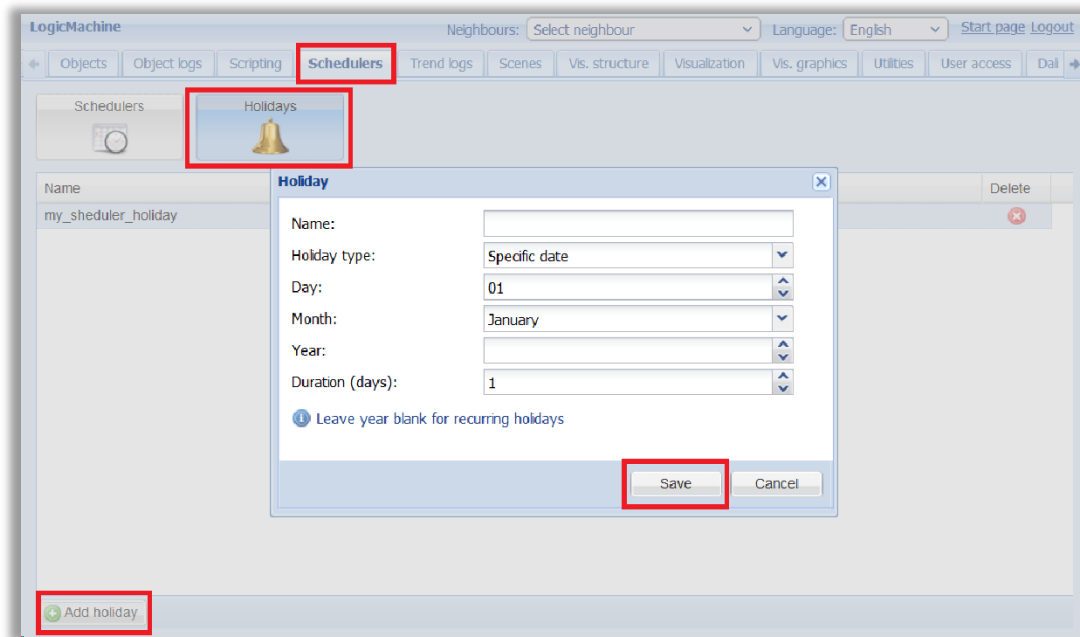 LogicMachine Neighbours: Select neighbour Language: English Start page Logout
Objects Object logs Scripting Schedulers Trend logs Scenes Vis. structure Visualization Vis. graphics Utilities User access Dali
Schedulers Holidays
Name Delete
my_sheduler_holiday
Holiday
Name:
Holiday type: Specific date
Day: 01
Month: January
Year:
Duration (days): 1
Leave year blank for recurring holidays
Save Cancel
Add holiday